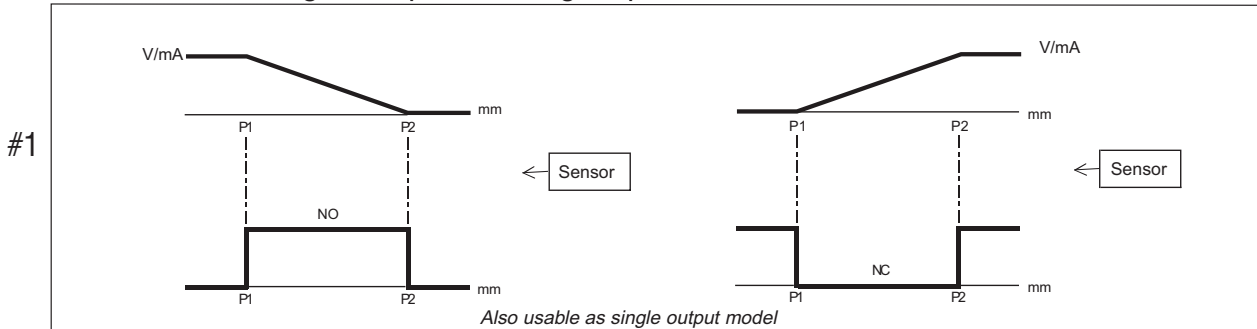 V/mA
V/mA
mm
mm
P1
P2
P1
P2
#1
Sensor
Sensor
NO
NC
mm
mm
P1
P2
P1
P2
Also usable as single output model